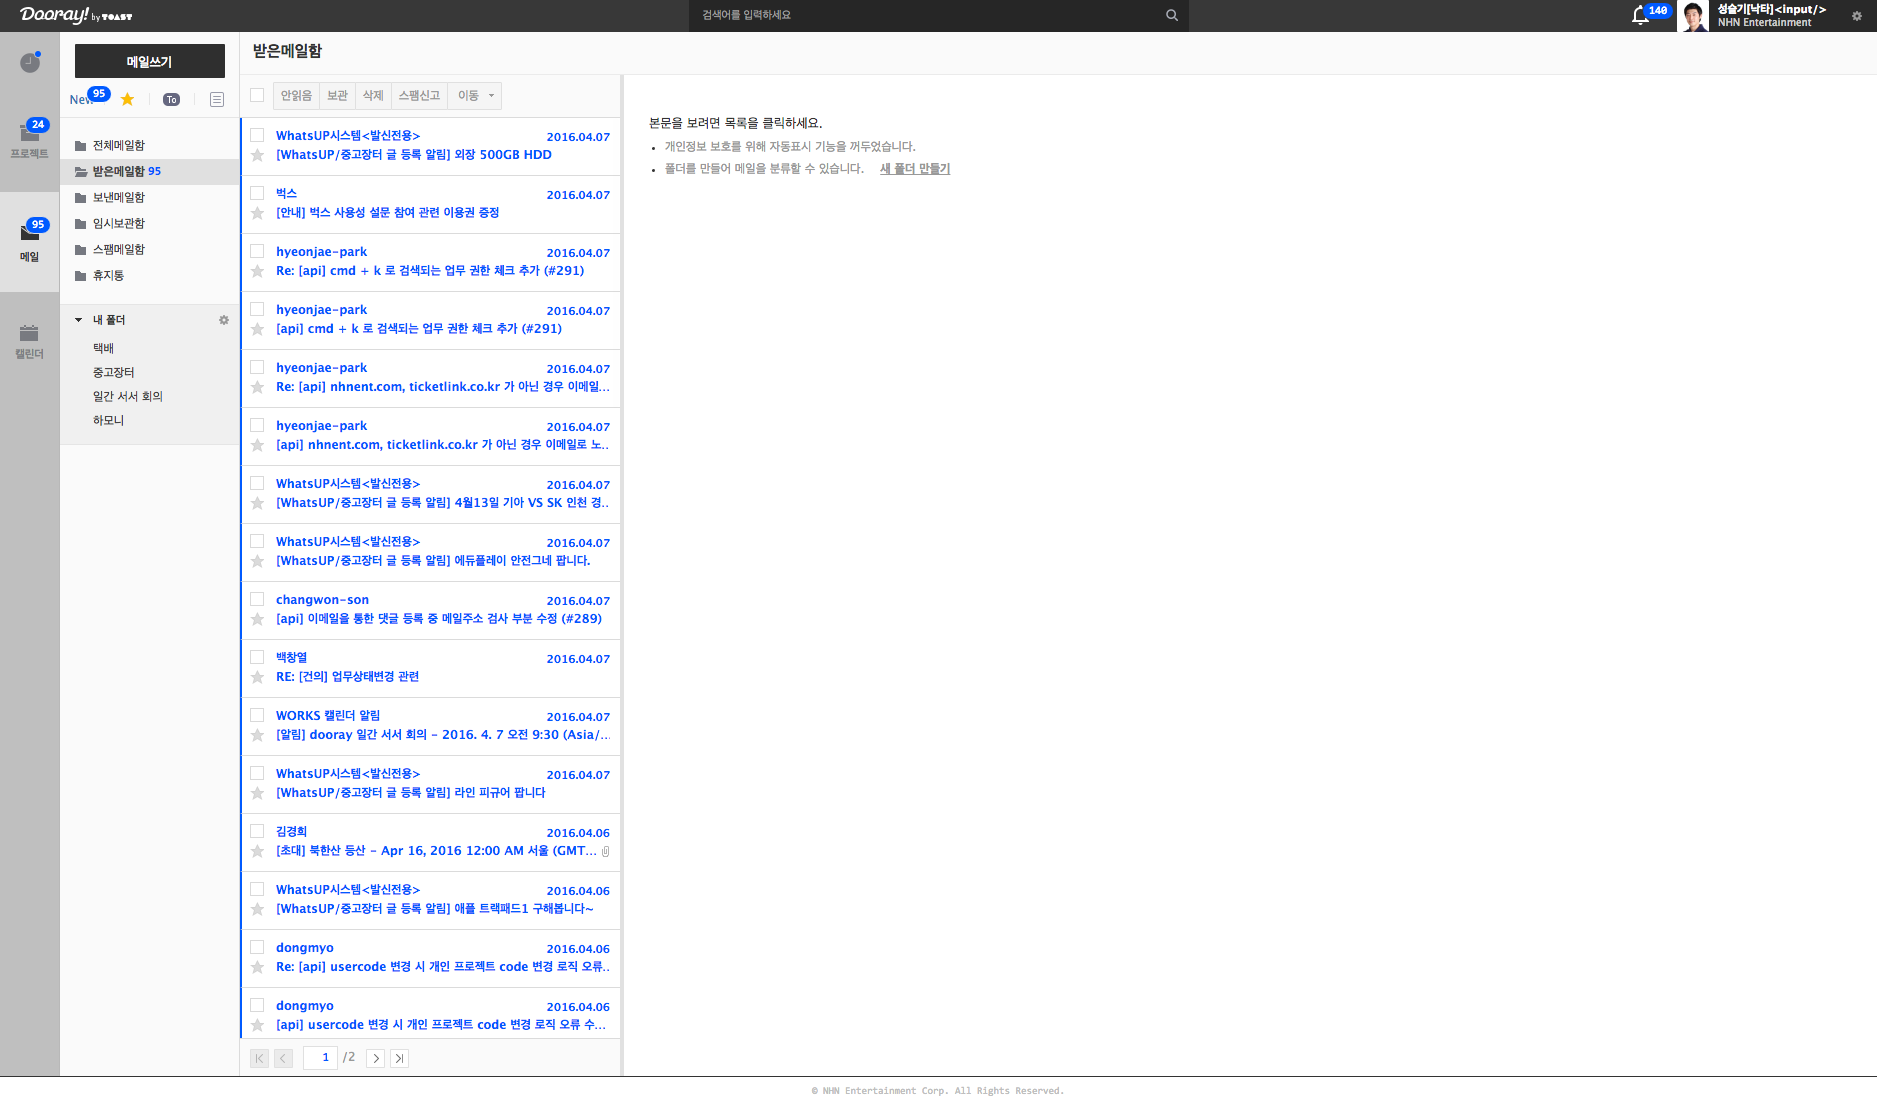 Dooray! by TOAST
검색어를 입력하세요
140
성슬기[낙타]<input/>
NHN Entertainment
24
프로젝트
95
메일
캘린더
메일쓰기
New 95
To
전체메일함
받은메일함 95
보낸메일함
임시보관함
스팸메일함
휴지통
내 폴더
택배
중고장터
일간 서서 회의
하모니
받은메일함
안읽음 보관 삭제 스팸신고 이동
WhatsUP시스템<발신전용> 2016.04.07
[WhatsUP/중고장터 글 등록 알림] 외장 500GB HDD
벅스 2016.04.07
[안내] 벅스 사용성 설문 참여 관련 이용권 증정
hyeonjae-park 2016.04.07
Re: [api] cmd + k 로 검색되는 업무 권한 체크 추가 (#291)
hyeonjae-park 2016.04.07
[api] cmd + k 로 검색되는 업무 권한 체크 추가 (#291)
hyeonjae-park 2016.04.07
Re: [api] nhnent.com, ticketlink.co.kr 가 아닌 경우 이메일...
hyeonjae-park 2016.04.07
[api] nhnent.com, ticketlink.co.kr 가 아닌 경우 이메일로 노...
WhatsUP시스템<발신전용> 2016.04.07
[WhatsUP/중고장터 글 등록 알림] 4월13일 기아 VS SK 인천 경...
WhatsUP시스템<발신전용> 2016.04.07
[WhatsUP/중고장터 글 등록 알림] 에듀플레이 안전그네 팝니다.
changwon-son 2016.04.07
[api] 이메일을 통한 댓글 등록 중 메일주소 검사 부분 수정 (#289)
백창열 2016.04.07
RE: [건의] 업무상태변경 관련
WORKS 캘린더 알림 2016.04.07
[알림] dooray 일간 서서 회의 - 2016. 4. 7 오전 9:30 (Asia/...
WhatsUP시스템<발신전용> 2016.04.07
[WhatsUP/중고장터 글 등록 알림] 라인 피규어 팝니다
김경희 2016.04.06
[초대] 북한산 등산 - Apr 16, 2016 12:00 AM 서울 (GMT...
WhatsUP시스템<발신전용> 2016.04.06
[WhatsUP/중고장터 글 등록 알림] 애플 트랙패드1 구해봅니다~
dongmyo 2016.04.06
Re: [api] usercode 변경 시 개인 프로젝트 code 변경 로직 오류...
dongmyo 2016.04.06
[api] usercode 변경 시 개인 프로젝트 code 변경 로직 오류 수...
1 /2
본문을 보려면 목록을 클릭하세요.
• 개인정보 보호를 위해 자동표시 기능을 꺼두었습니다.
• 폴더를 만들어 메일을 분류할 수 있습니다. 새 폴더 만들기
© NHN Entertainment Corp. All Rights Reserved.